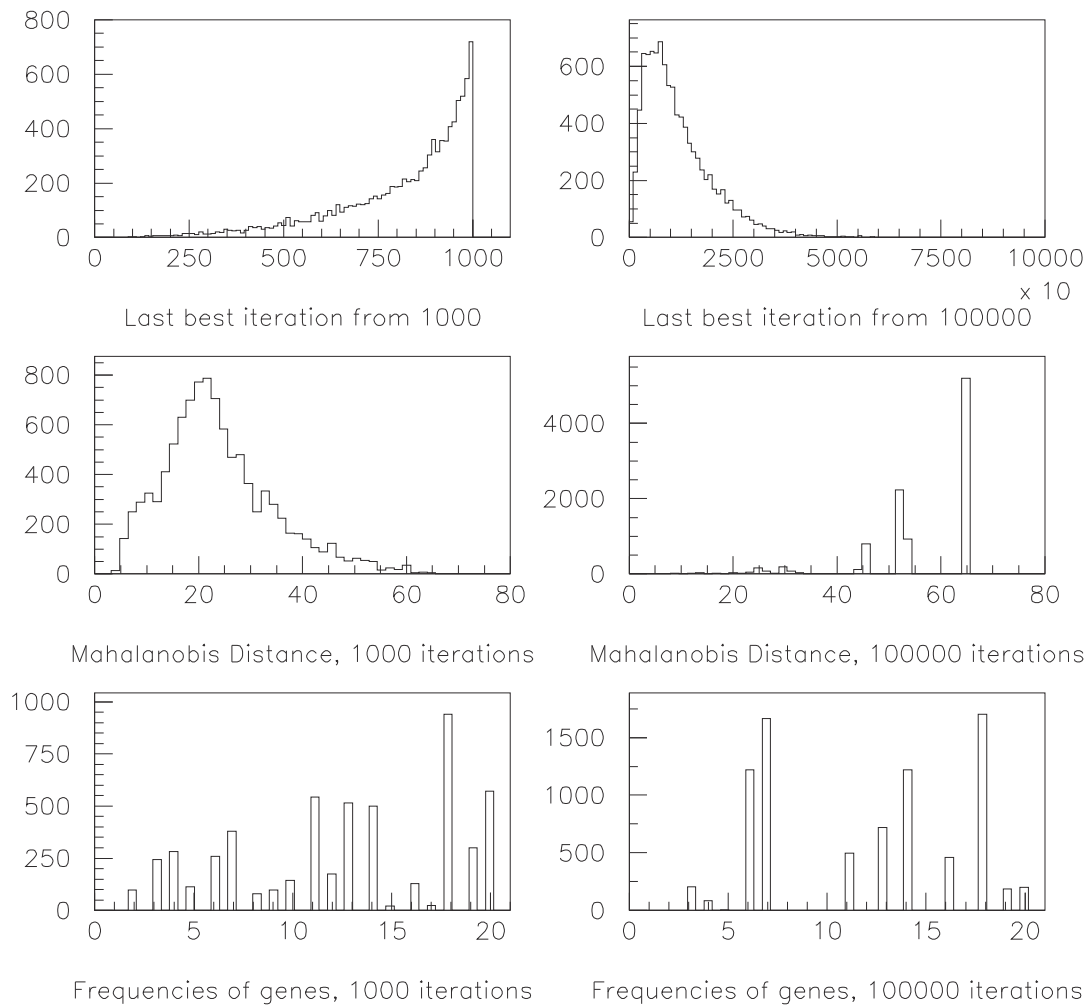 800
600
400
200
0
0 250 500 750 1000
Last best iteration from 1000
600
400
200
0
0 2500 5000 7500 10000
x 10
Last best iteration from 100000
800
600
400
200
0
0 20 40 60 80
Mahalanobis Distance, 1000 iterations
4000
2000
0
0 20 40 60 80
Mahalanobis Distance, 100000 iterations
1000
750
500
250
0
0 5 10 15 20
Frequencies of genes, 1000 iterations
1500
1000
500
0
0 5 10 15 20
Frequencies of genes, 100000 iterations